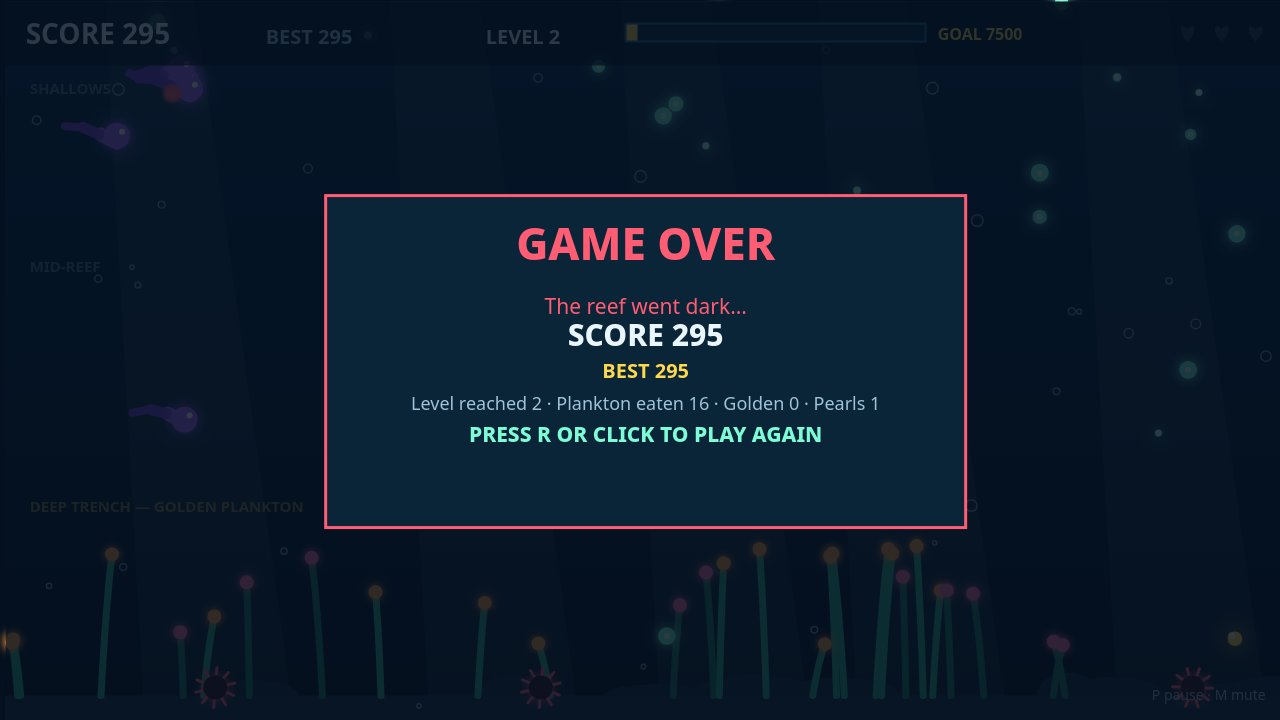 SCORE 295
BEST 295
LEVEL 2
GOAL 7500
SHALLOWS
MID-REEF
GAME OVER
The reef went dark...
SCORE 295
BEST 295
Level reached 2 · Plankton eaten 16 · Golden 0 · Pearls 1
PRESS R OR CLICK TO PLAY AGAIN
DEEP TRENCH — GOLDEN PLANKTON
P pause · M mute